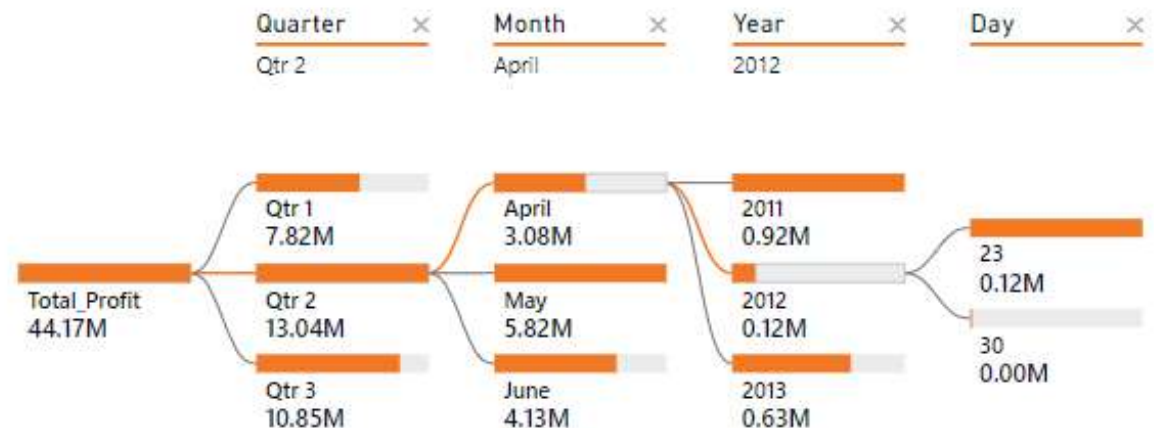 Quarter × Month × Year × Day ×
Qtr 2 April 2012
Total_Profit
44.17M
Qtr 1
7.82M
Qtr 2
13.04M
Qtr 3
10.85M
April
3.08M
May
5.82M
June
4.13M
2011
0.92M
2012
0.12M
2013
0.63M
23
0.12M
30
0.00M